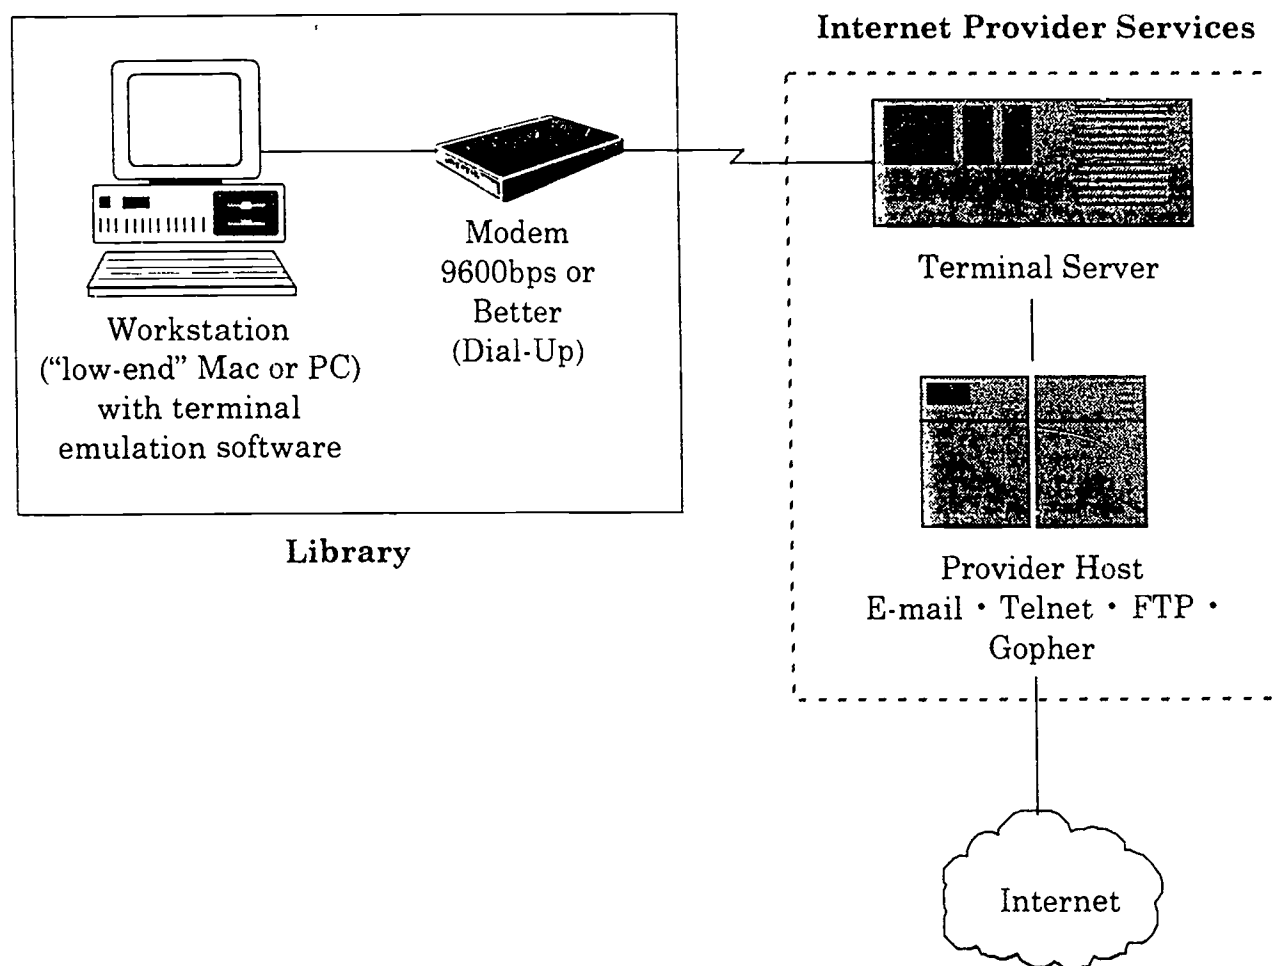 Internet Provider Services
Modem
9600bps or
Better
(Dial-Up)
Workstation
(“low-end” Mac or PC)
with terminal
emulation software
Library
Terminal Server
Provider Host
E-mail • Telnet • FTP •
Gopher
Internet